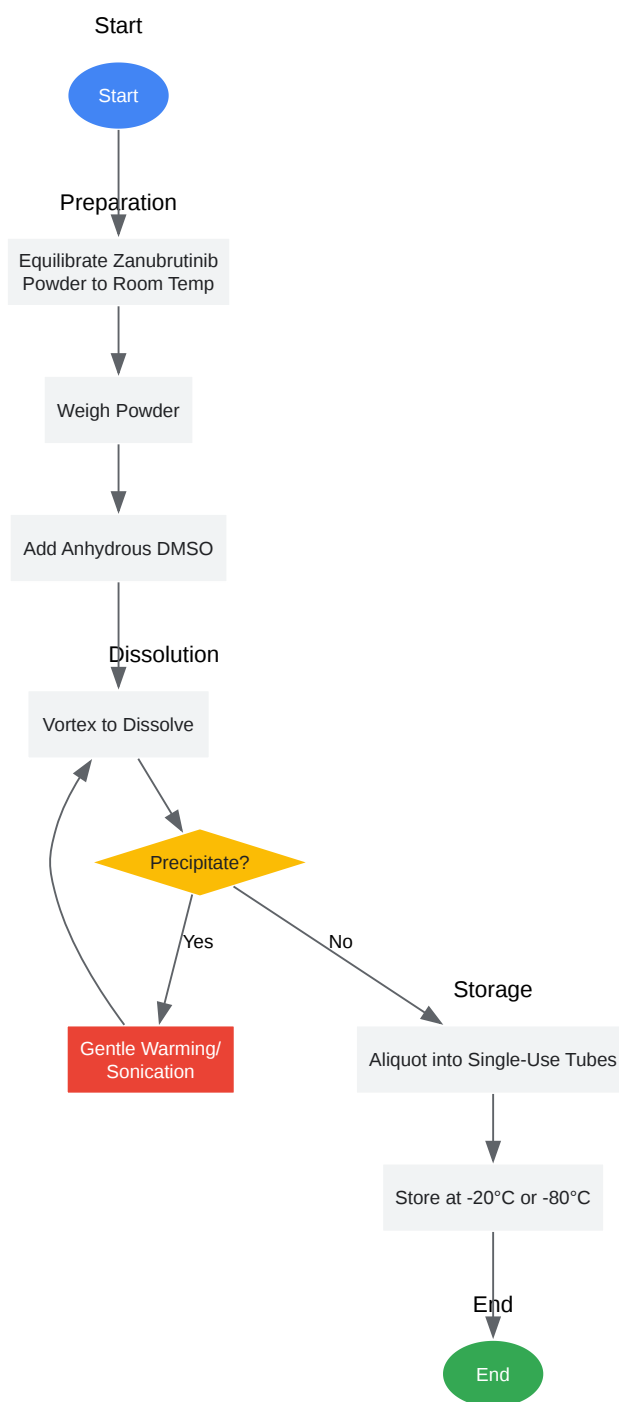 Start
Start
Preparation
Equilibrate Zanubrutinib
Powder to Room Temp
Weigh Powder
Add Anhydrous DMSO
Dissolution
Vortex to Dissolve
Precipitate?
Yes
No
Gentle Warming/
Sonication
Storage
Aliquot into Single-Use Tubes
Store at -20°C or -80°C
End
End